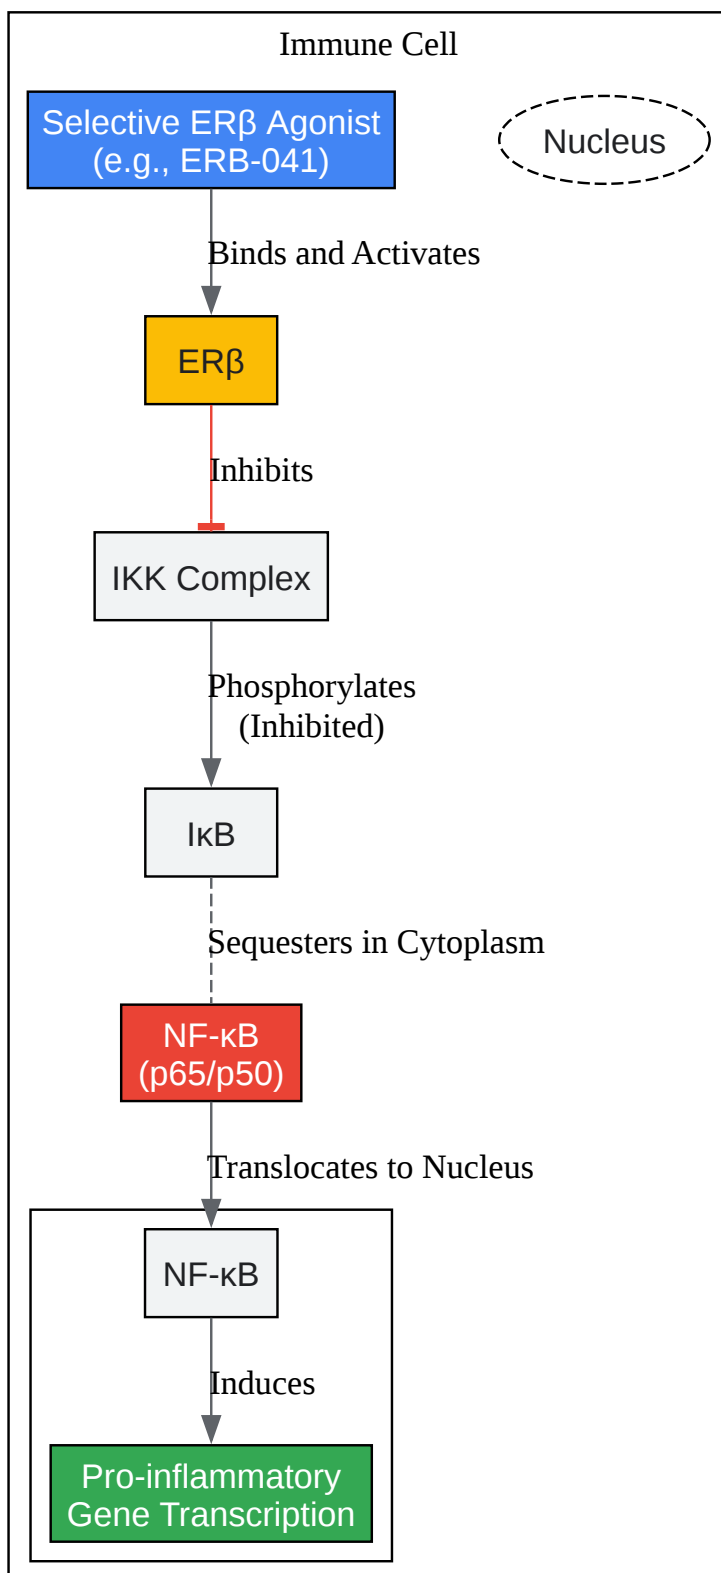 Immune Cell
Selective ERβ Agonist
(e.g., ERB-041)
Nucleus
Binds and Activates
ERβ
Inhibits
IKK Complex
Phosphorylates
(Inhibited)
IκB
Sequesters in Cytoplasm
NF-κB
(p65/p50)
Translocates to Nucleus
NF-κB
Induces
Pro-inflammatory
Gene Transcription